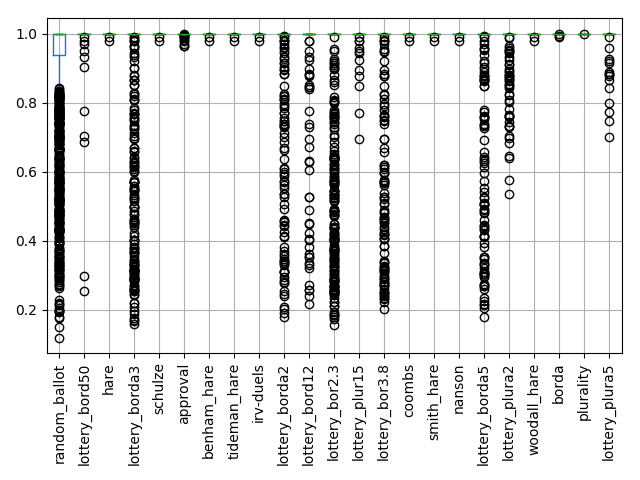 1.0
0.8
0.6
0.4
0.2
random_ballot
lottery_bord50
hare
lottery_borda3
schulze
approval
benham_hare
tideman_hare
irv-duels
lottery_borda2
lottery_bord12
lottery_bor2.3
lottery_plur15
lottery_bor3.8
coombs
smith_hare
nanson
lottery_borda5
lottery_plura2
woodall_hare
borda
plurality
lottery_plura5